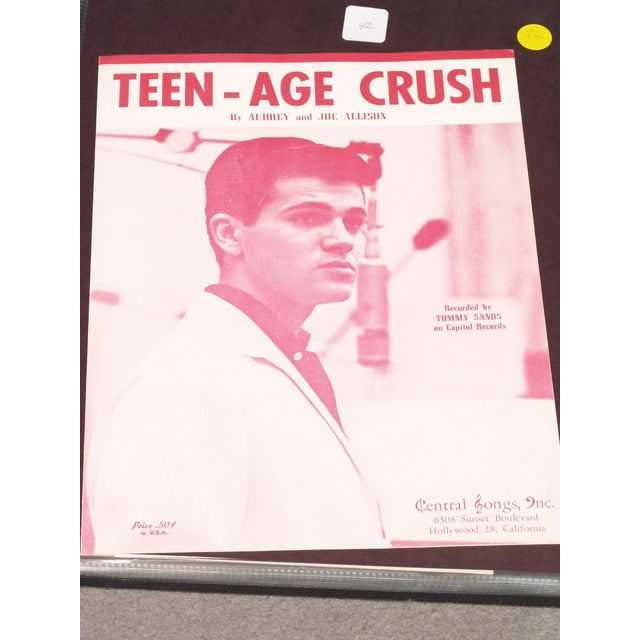 TEEN-AGE CRUSH
By AUDREY and JOE ALLISON
Recorded by
TOMMY SANDS
on Capitol Records
Price .50¢
in U.S.A.
Central Songs, Inc.
6308 Sunset Boulevard
Hollywood 28, California